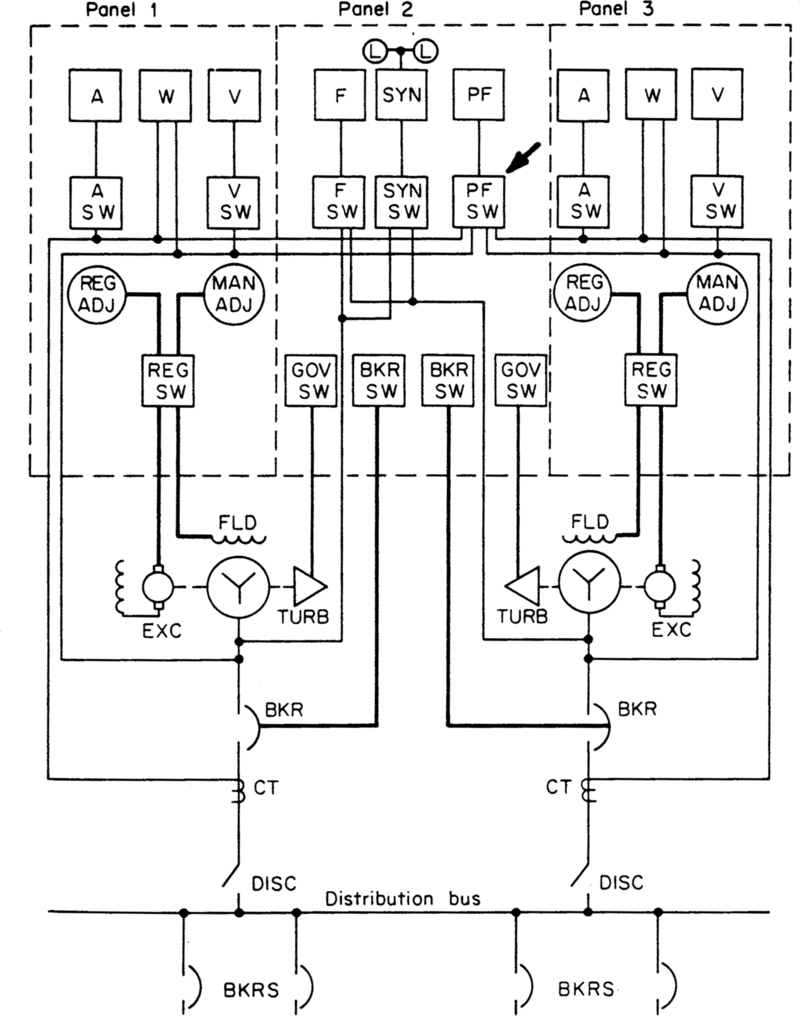 Panel 1 Panel 2 Panel 3
L L
A W V F SYN PF A W V
A SW V SW F SW SYN SW PF SW A SW V SW
REG ADJ MAN ADJ REG ADJ MAN ADJ
REG SW GOV SW BKR SW BKR SW GOV SW REG SW
FLD FLD
Y Y
EXC TURB TURB EXC
BKR BKR
CT CT
DISC DISC
Distribution bus
BKRS BKRS